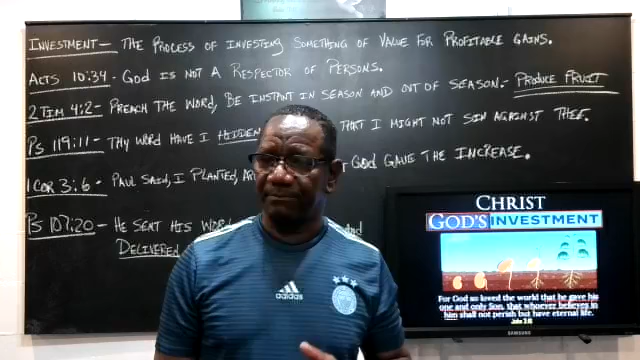 INVESTMENT - THE PROCESS OF INVESTING SOMETHING OF VALUE FOR PROFITABLE GAINS.
ACTS 10:34 - GOD IS NOT A RESPECTOR OF PERSONS.
2 TIM 4:2 - PREACH THE WORD, BE INSTANT IN SEASON AND OUT OF SEASON. - PRODUCE FRUIT
PS 119:11 - THY WORD HAVE I HIDDEN THAT I MIGHT NOT SIN AGAINST THEE.
1 COR 3:6 - PAUL SAID, I PLANTED, GOD GAVE THE INCREASE.
PS 107:20 - HE SENT HIS WORD
DELIVERED
CHRIST
GOD'S INVESTMENT
For God so loved the world that he gave his
one and only Son, that whoever believes in
him shall not perish but have eternal life.
John 3:16
SAMSUNG
adidas